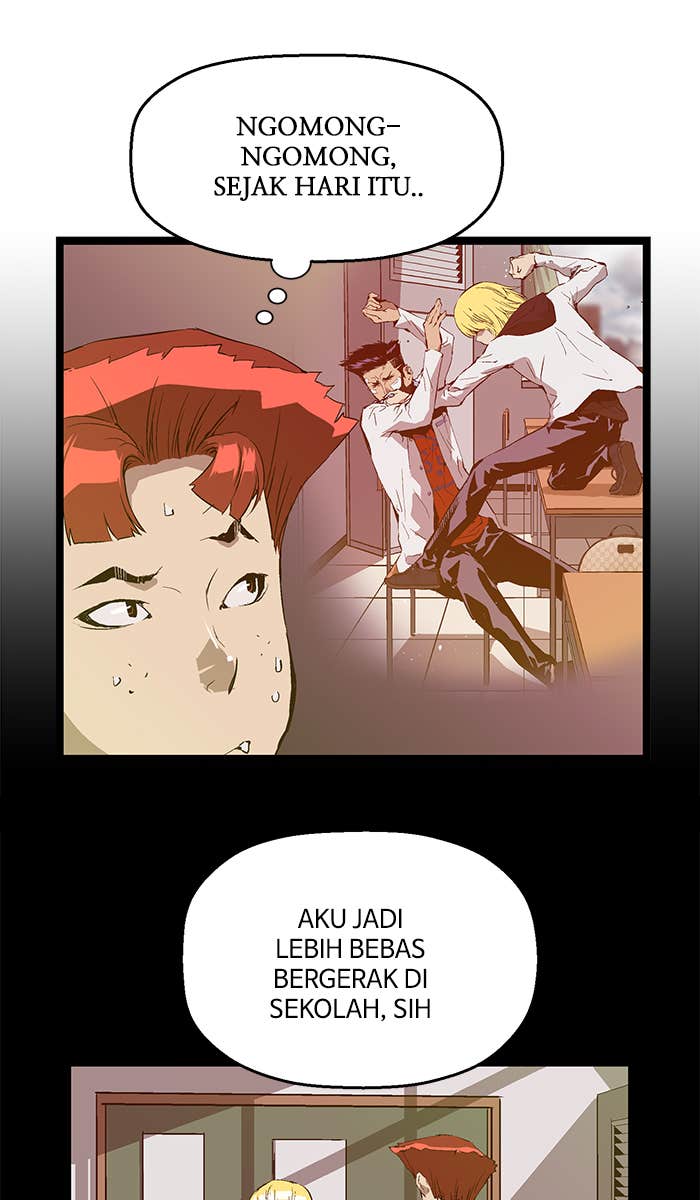 NGOMONG-
NGOMONG,
SEJAK HARI ITU..
AKU JADI
LEBIH BEBAS
BERGERAK DI
SEKOLAH, SIH